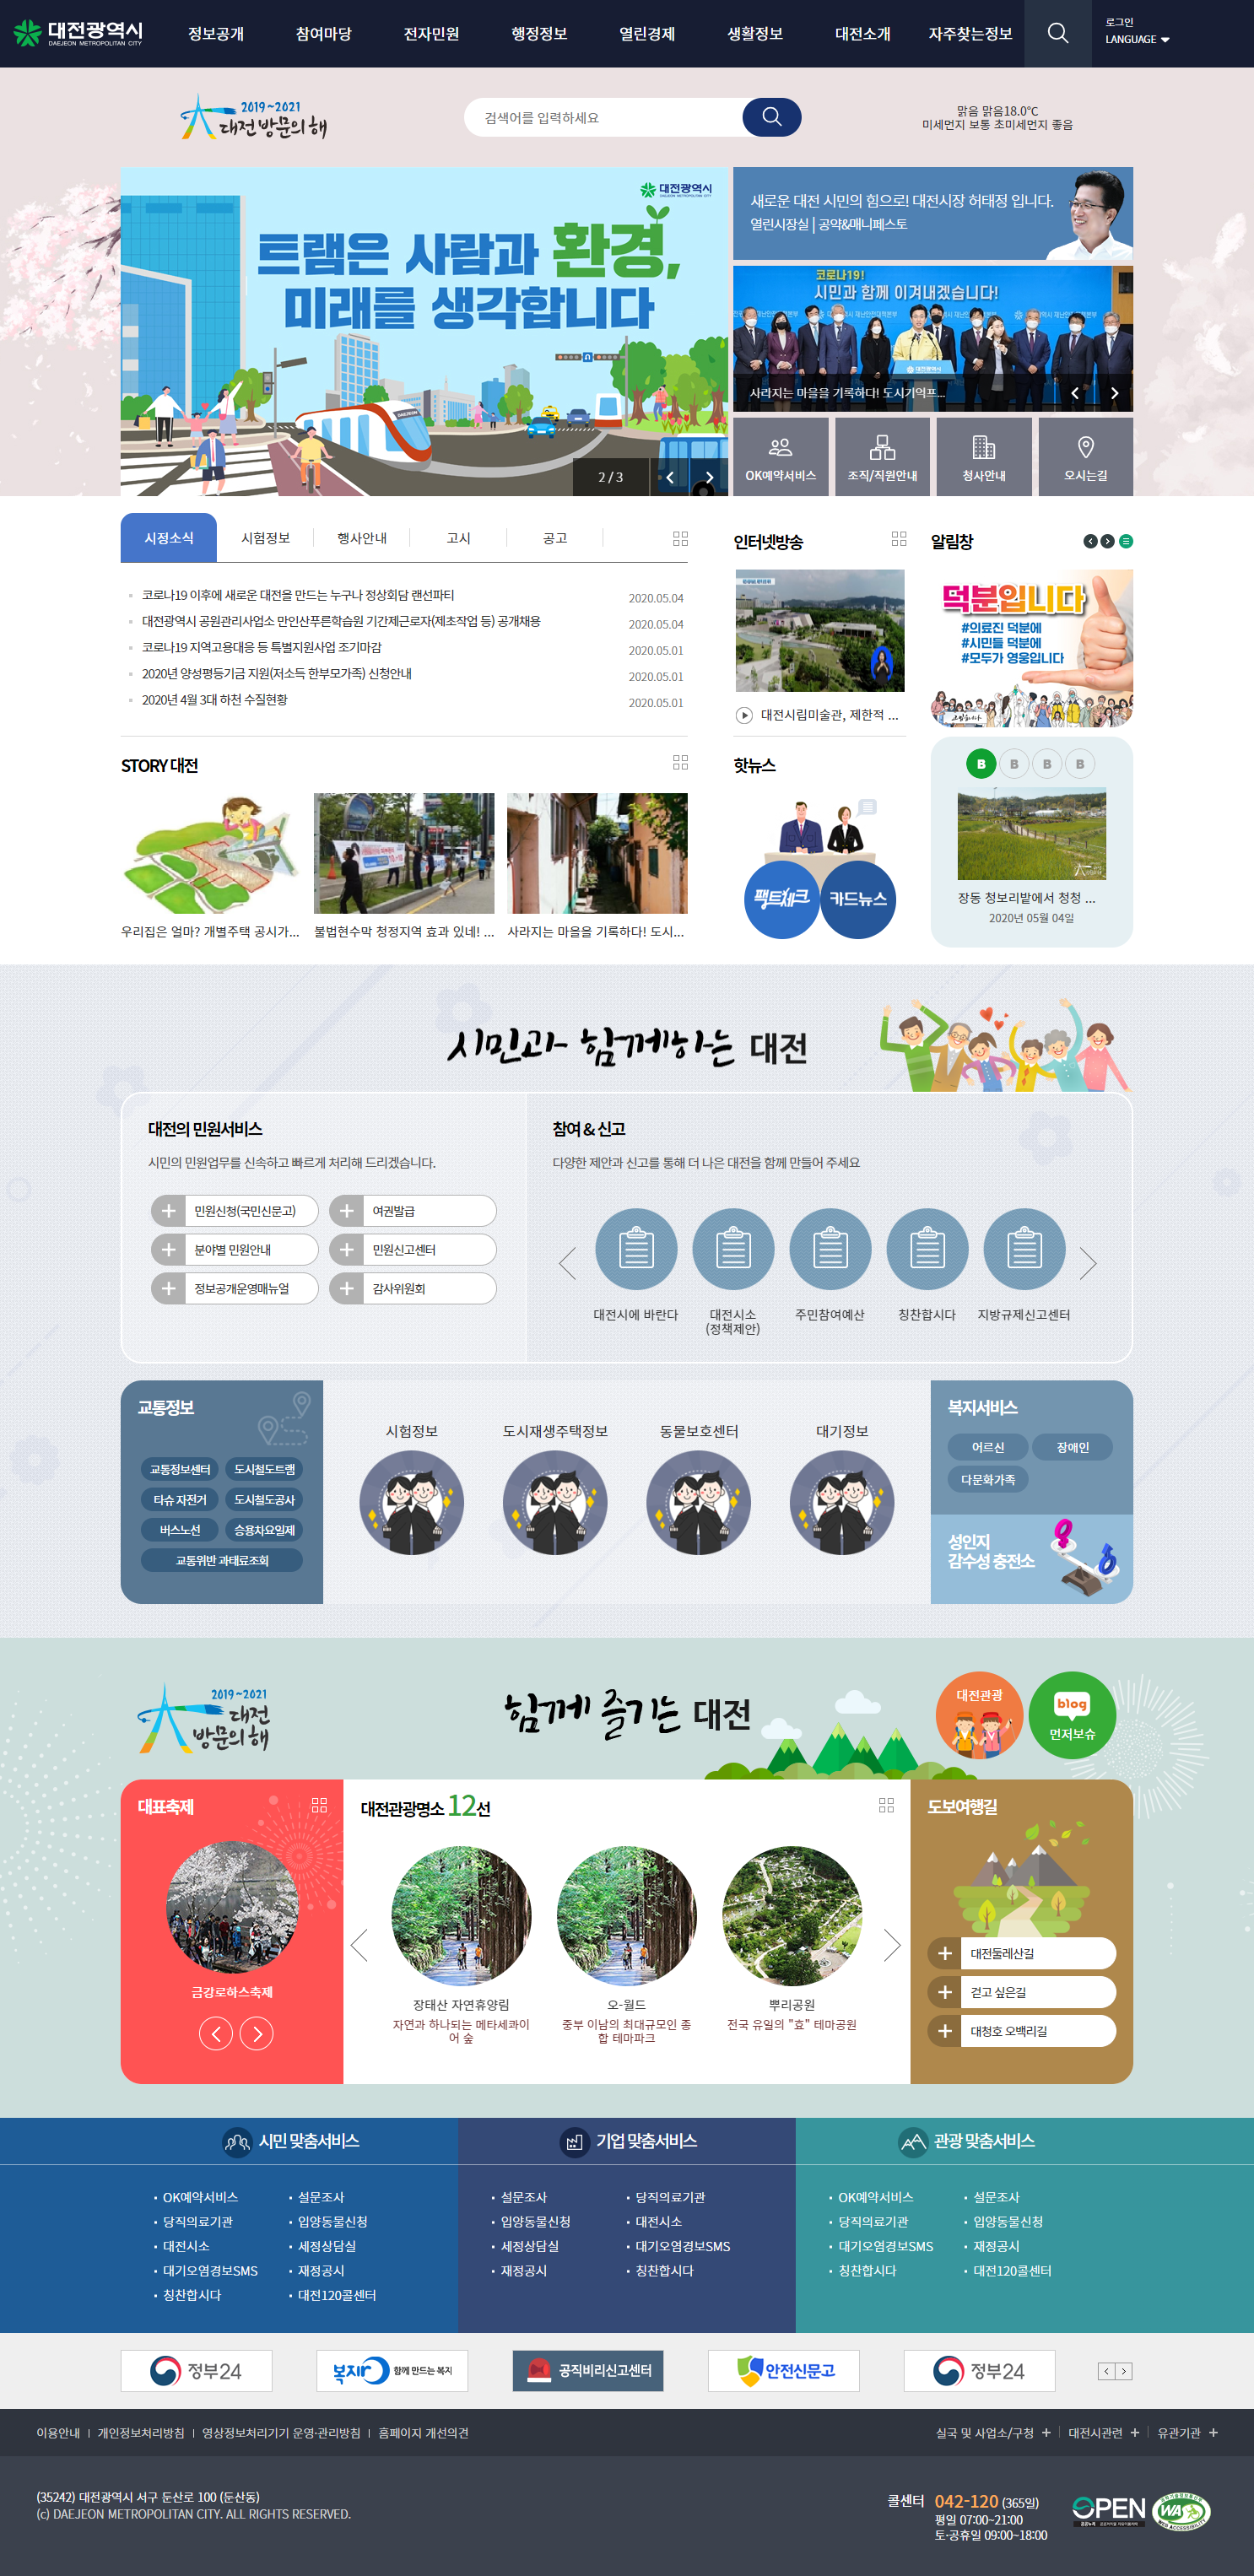 대전광역시
DAEJEON METROPOLITAN CITY
정보공개
참여마당
전자민원
행정정보
열린경제
생활정보
대전소개
자주찾는정보
로그인
LANGUAGE
2019~2021
대전 방문의 해
검색어를 입력하세요
맑음 맑음18.0℃
미세먼지 보통 초미세먼지 좋음
대전광역시
트램은 사람과 환경,
미래를 생각합니다
DAEJEON
2 / 3
새로운 대전 시민의 힘으로! 대전시장 허태정 입니다.
열린시장실 | 공약&매니페스토
코로나19!
시민과 함께 이겨내겠습니다!
대전광역시
사라지는 마을을 기록하다! 도시기억프...
OK예약서비스
조직/직원안내
청사안내
오시는길
시정소식
시험정보
행사안내
고시
공고
코로나19 이후에 새로운 대전을 만드는 누구나 정상회담 랜선파티
2020.05.04
대전광역시 공원관리사업소 만인산푸른학습원 기간제근로자(제초작업 등) 공개채용
2020.05.04
코로나19 지역고용대응 등 특별지원사업 조기마감
2020.05.01
2020년 양성평등기금 지원(저소득 한부모가족) 신청안내
2020.05.01
2020년 4월 3대 하천 수질현황
2020.05.01
인터넷방송
대전시립미술관, 제한적 ...
알림창
덕분입니다
#의료진 덕분에
#시민들 덕분에
#모두가 영웅입니다
STORY 대전
우리집은 얼마? 개별주택 공시가...
불법현수막 청정지역 효과 있네! ...
사라지는 마을을 기록하다! 도시...
핫뉴스
팩트체크
카드뉴스
B
B
B
B
장동 청보리밭에서 청청 ...
2020년 05월 04일
시민과 함께하는 대전
대전의 민원서비스
시민의 민원업무를 신속하고 빠르게 처리해 드리겠습니다.
민원신청(국민신문고)
여권발급
분야별 민원안내
민원신고센터
정보공개운영매뉴얼
감사위원회
참여 & 신고
다양한 제안과 신고를 통해 더 나은 대전을 함께 만들어 주세요
대전시에 바란다
대전시소
(정책제안)
주민참여예산
칭찬합시다
지방규제신고센터
교통정보
교통정보센터
도시철도트램
타슈 자전거
도시철도공사
버스노선
승용차요일제
교통위반 과태료조회
시험정보
도시재생주택정보
동물보호센터
대기정보
복지서비스
어르신
장애인
다문화가족
성인지
감수성 충전소
2019~2021
대전
방문의 해
함께 즐기는 대전
대전관광
blog
먼저보슈
대표축제
금강로하스축제
대전관광명소 12선
장태산 자연휴양림
자연과 하나되는 메타세콰이
어 숲
오-월드
중부 이남의 최대규모인 종
합 테마파크
뿌리공원
전국 유일의 "효" 테마공원
도보여행길
대전둘레산길
걷고 싶은길
대청호 오백리길
시민 맞춤서비스
OK예약서비스
설문조사
당직의료기관
입양동물신청
대전시소
세정상담실
대기오염경보SMS
재정공시
칭찬합시다
대전120콜센터
기업 맞춤서비스
설문조사
당직의료기관
입양동물신청
대전시소
세정상담실
대기오염경보SMS
재정공시
칭찬합시다
관광 맞춤서비스
OK예약서비스
설문조사
당직의료기관
입양동물신청
대기오염경보SMS
재정공시
칭찬합시다
대전120콜센터
정부24
복지로 함께 만드는 복지
공직비리신고센터
안전신문고
정부24
이용안내
개인정보처리방침
영상정보처리기기 운영·관리방침
홈페이지 개선의견
실국 및 사업소/구청
대전시관련
유관기관
(35242) 대전광역시 서구 둔산로 100 (둔산동)
(c) DAEJEON METROPOLITAN CITY. ALL RIGHTS RESERVED.
콜센터 042-120 (365일)
평일 07:00~21:00
토·공휴일 09:00~18:00
OPEN
WA
WEB ACCESSIBILITY